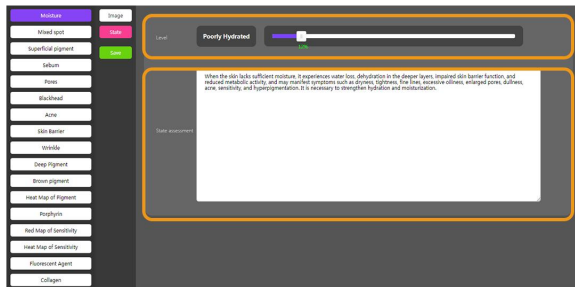 Moisture
Mixed spot
Superficial pigment
Sebum
Pores
Blackhead
Acne
Skin Barrier
Wrinkle
Deep Pigment
Brown pigment
Heat Map of Pigment
Porphyrin
Red Map of Sensitivity
Heat Map of Sensitivity
Fluorescent Agent
Collagen
Image
State
Save
Level
Poorly Hydrated
12%
State assessment
When the skin lacks sufficient moisture, it experiences water loss, dehydration in the deeper layers, impaired skin barrier function, and
reduced metabolic activity, and may manifest symptoms such as dryness, tightness, fine lines, excessive oiliness, enlarged pores, dullness,
acne, sensitivity, and hyperpigmentation. It is necessary to strengthen hydration and moisturization.